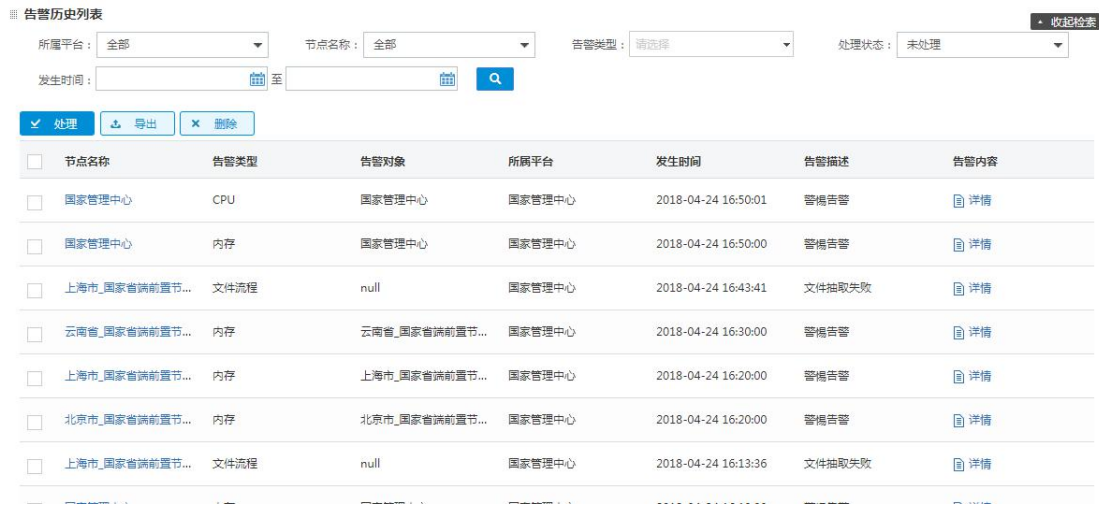 告警历史列表
收起检索
所属平台： 全部 节点名称： 全部 告警类型： 请选择 处理状态： 未处理
发生时间： 至
处理 导出 删除
节点名称 告警类型 告警对象 所属平台 发生时间 告警描述 告警内容
国家管理中心 CPU 国家管理中心 国家管理中心 2018-04-24 16:50:01 警惕告警 详情
国家管理中心 内存 国家管理中心 国家管理中心 2018-04-24 16:50:00 警惕告警 详情
上海市_国家省端前置节... 文件流程 null 国家管理中心 2018-04-24 16:43:41 文件抽取失败 详情
云南省_国家省端前置节... 内存 云南省_国家省端前置节... 国家管理中心 2018-04-24 16:30:00 警惕告警 详情
上海市_国家省端前置节... 内存 上海市_国家省端前置节... 国家管理中心 2018-04-24 16:20:00 警惕告警 详情
北京市_国家省端前置节... 内存 北京市_国家省端前置节... 国家管理中心 2018-04-24 16:20:00 警惕告警 详情
上海市_国家省端前置节... 文件流程 null 国家管理中心 2018-04-24 16:13:36 文件抽取失败 详情